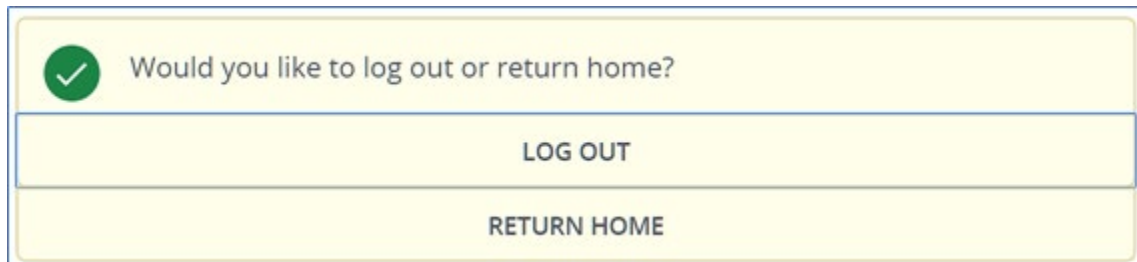 Would you like to log out or return home?
LOG OUT
RETURN HOME